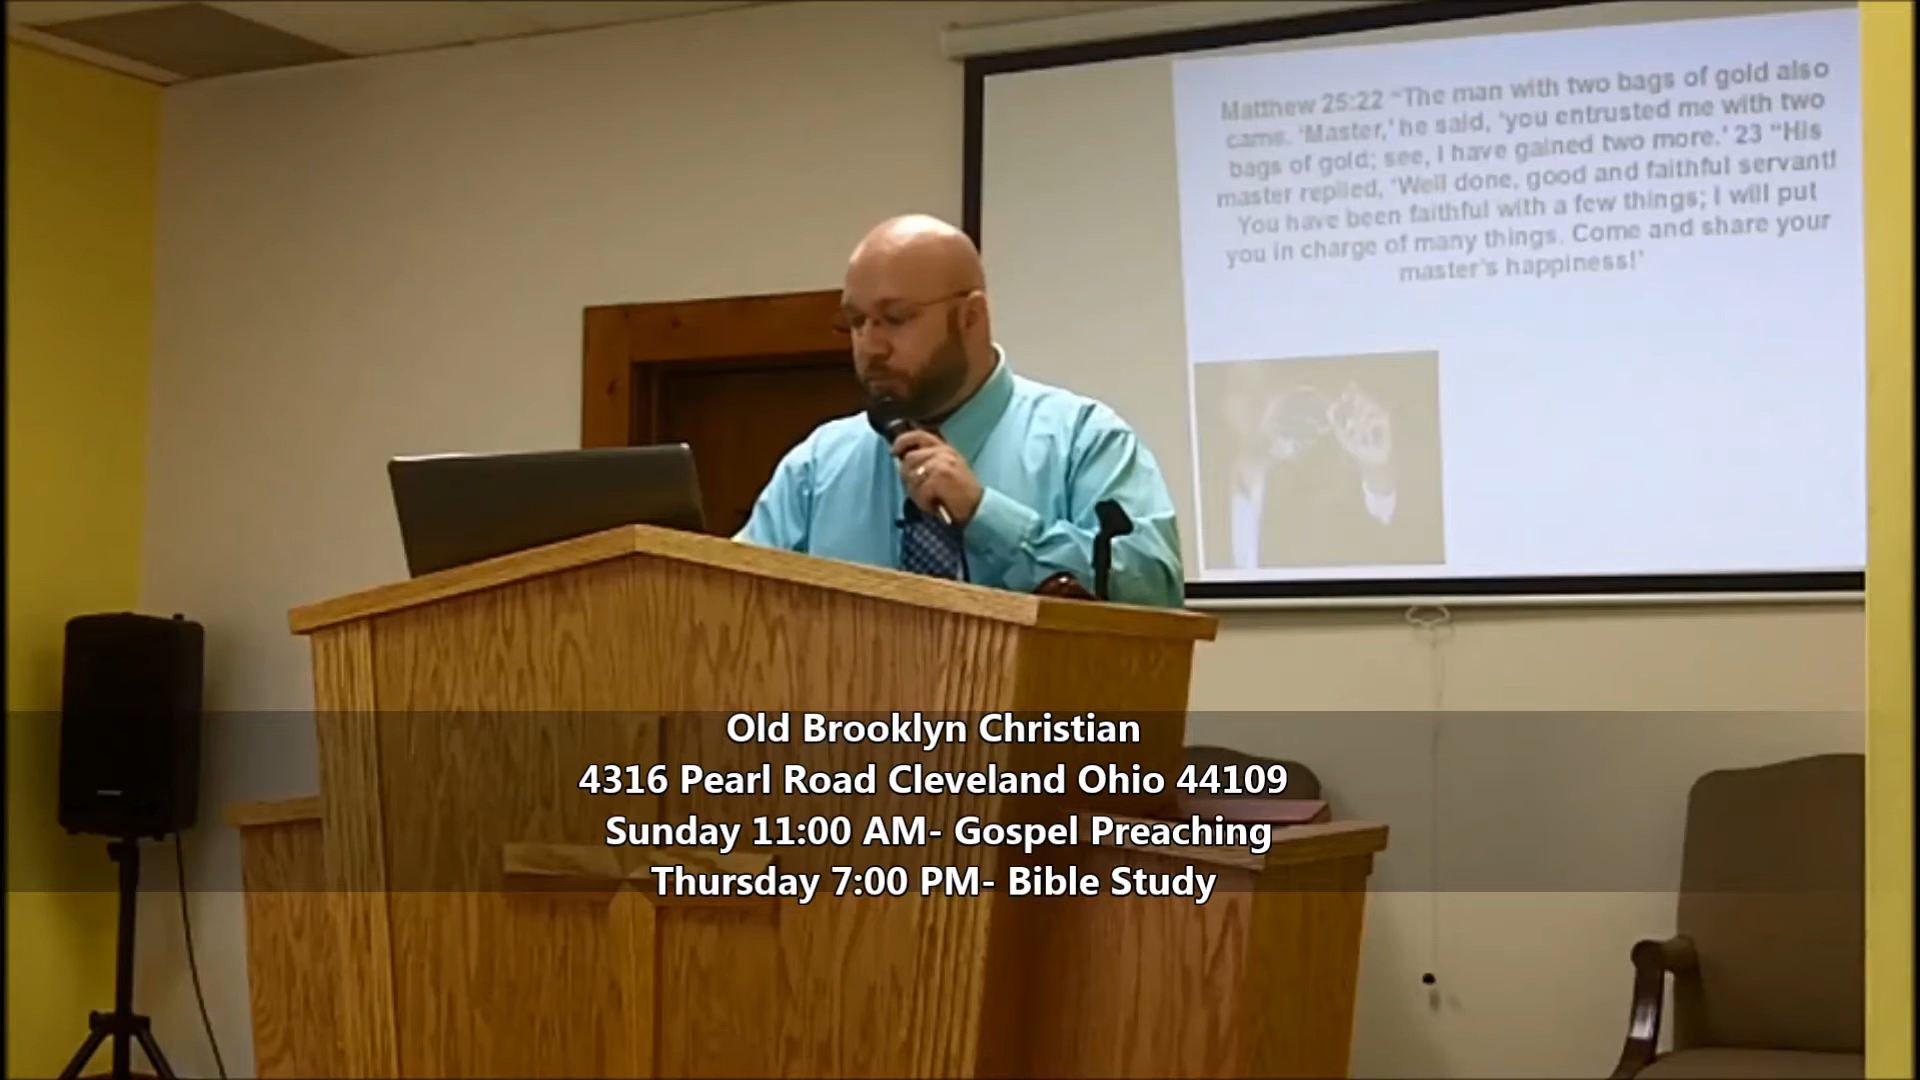 Matthew 25:22 “The man with two bags of gold also
came. ‘Master,’ he said, ‘you entrusted me with two
bags of gold; see, I have gained two more.’ 23 “His
master replied, ‘Well done, good and faithful servant!
You have been faithful with a few things; I will put
you in charge of many things. Come and share your
master’s happiness!’
Old Brooklyn Christian
4316 Pearl Road Cleveland Ohio 44109
Sunday 11:00 AM- Gospel Preaching
Thursday 7:00 PM- Bible Study